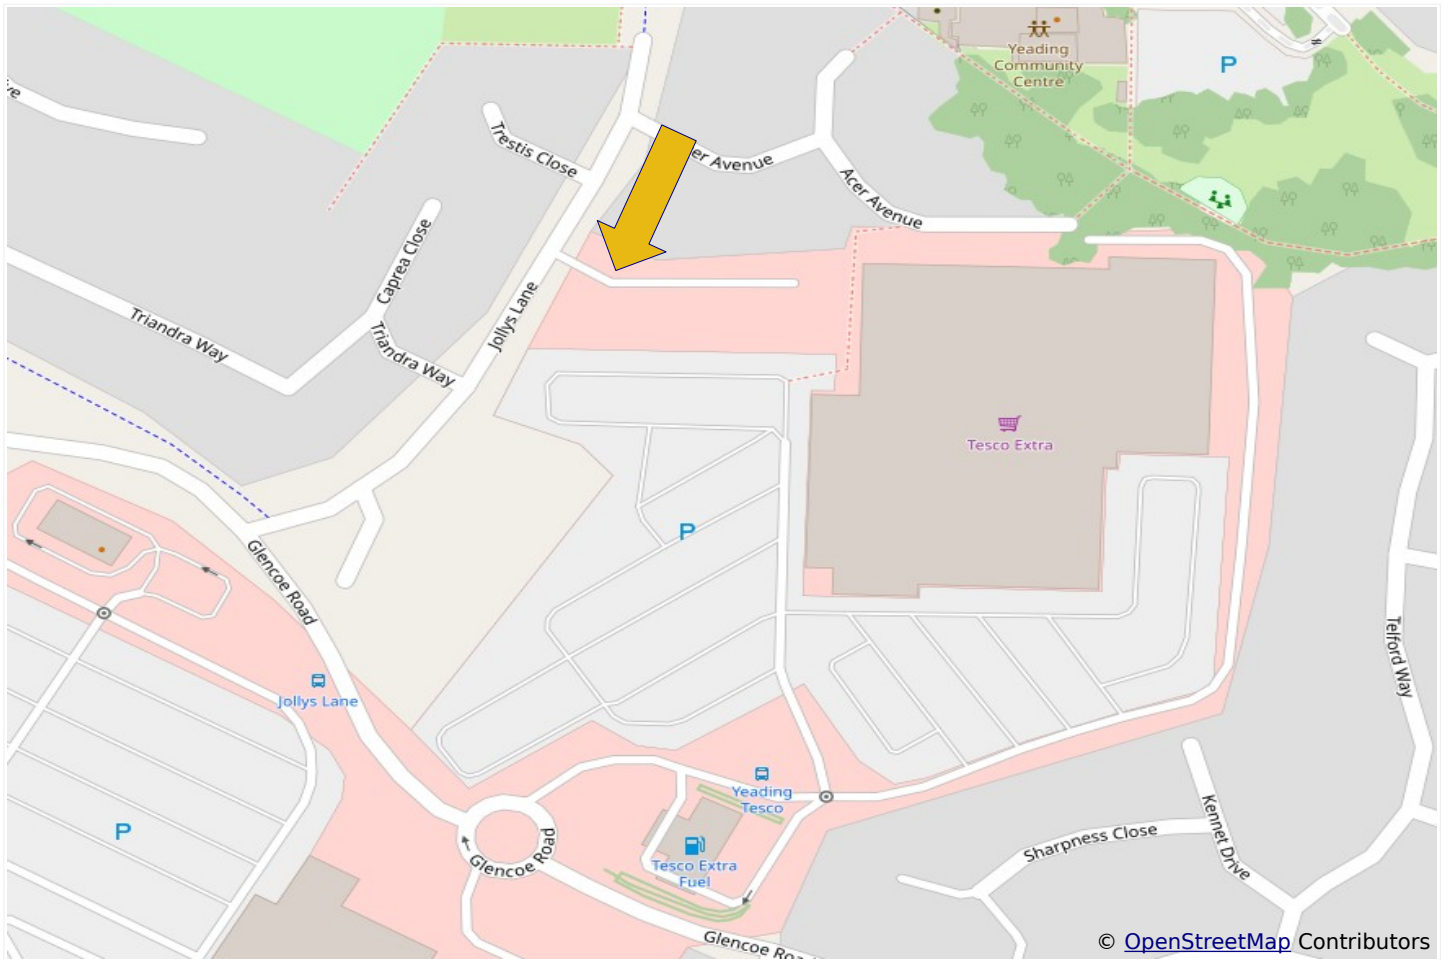 Yeading
Community
Centre
P
ve
Trestis Close
er Avenue
Acer Avenue
Caprea Close
Triandra Way
Triandra Way
Jollys Lane
Tesco Extra
P
Glencoe Road
Jollys Lane
Telford Way
Yeading
Tesco
P
Tesco Extra
Fuel
Glencoe Road
Sharpness Close
Kennet Drive
Glencoe Road
© OpenStreetMap Contributors